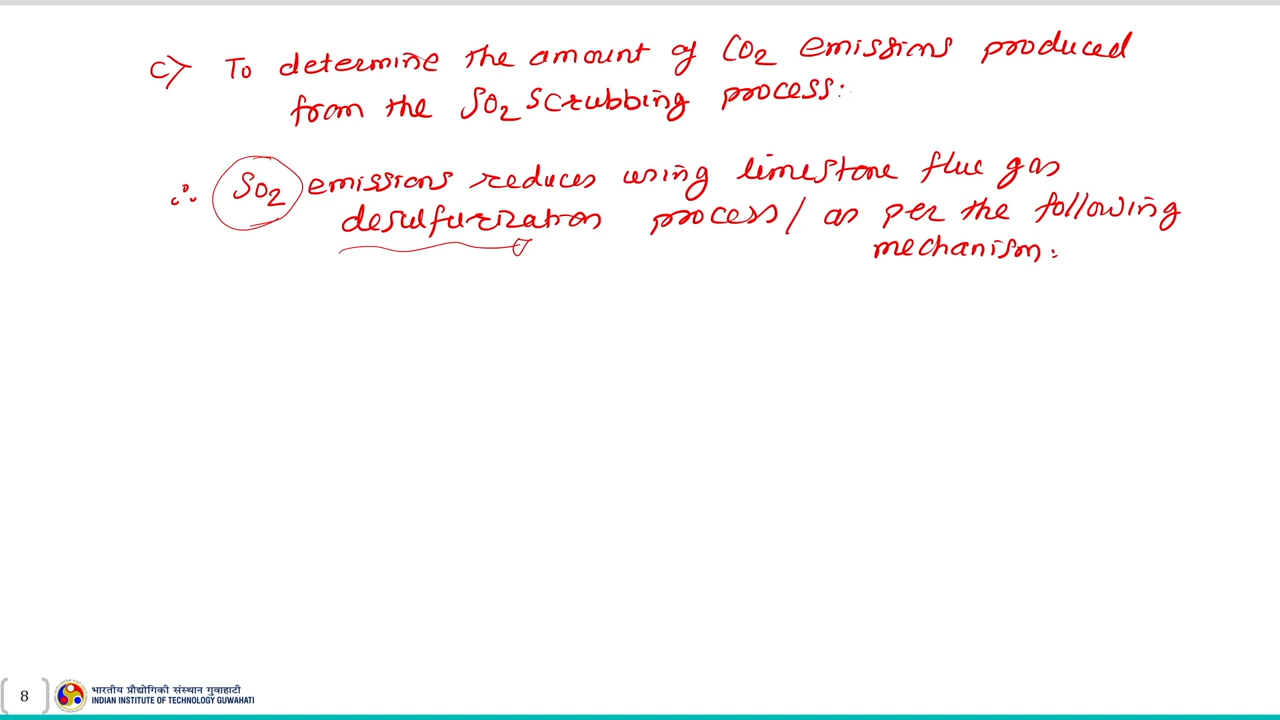 c) To determine the amount of CO2 emissions produced
from the SO2 scrubbing process:
∴ SO2 emissions reduces using limestone flue gas
desulfurization process/ as per the following
mechanism:
8
भारतीय प्रौद्योगिकी संस्थान गुवाहाटी
INDIAN INSTITUTE OF TECHNOLOGY GUWAHATI